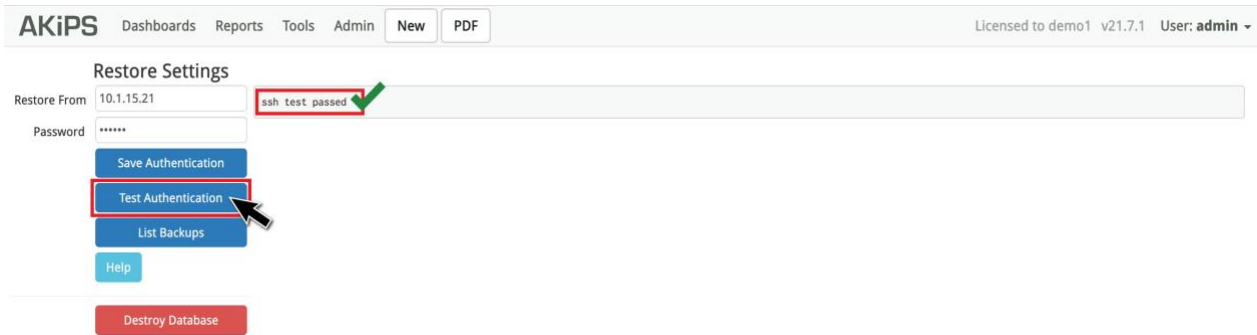 AKiPS Dashboards Reports Tools Admin New PDF Licensed to demo1 v21.7.1 User: admin
Restore Settings
Restore From 10.1.15.21 ssh test passed
Password ••••••
Save Authentication
Test Authentication
List Backups
Help
Destroy Database